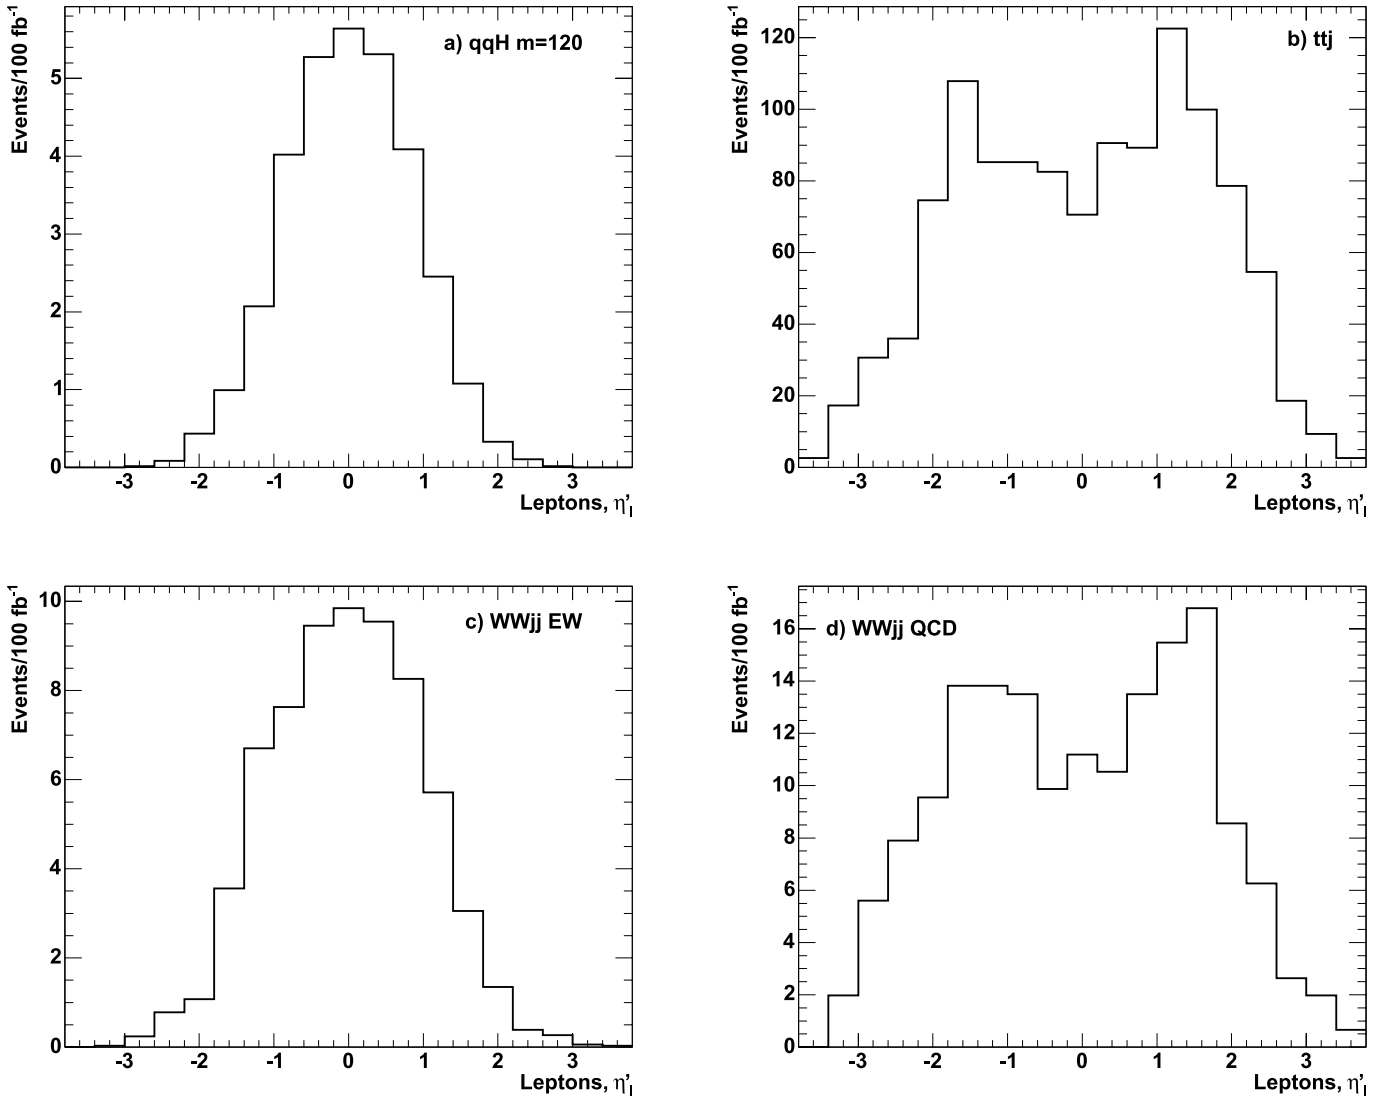 Events/100 fb-1
a) qqH m=120
5
4
3
2
1
0
-3 -2 -1 0 1 2 3
Leptons, η'l
Events/100 fb-1
b) ttj
120
100
80
60
40
20
0
-3 -2 -1 0 1 2 3
Leptons, η'l
Events/100 fb-1
c) WWjj EW
10
8
6
4
2
0
-3 -2 -1 0 1 2 3
Leptons, η'l
Events/100 fb-1
d) WWjj QCD
16
14
12
10
8
6
4
2
0
-3 -2 -1 0 1 2 3
Leptons, η'l